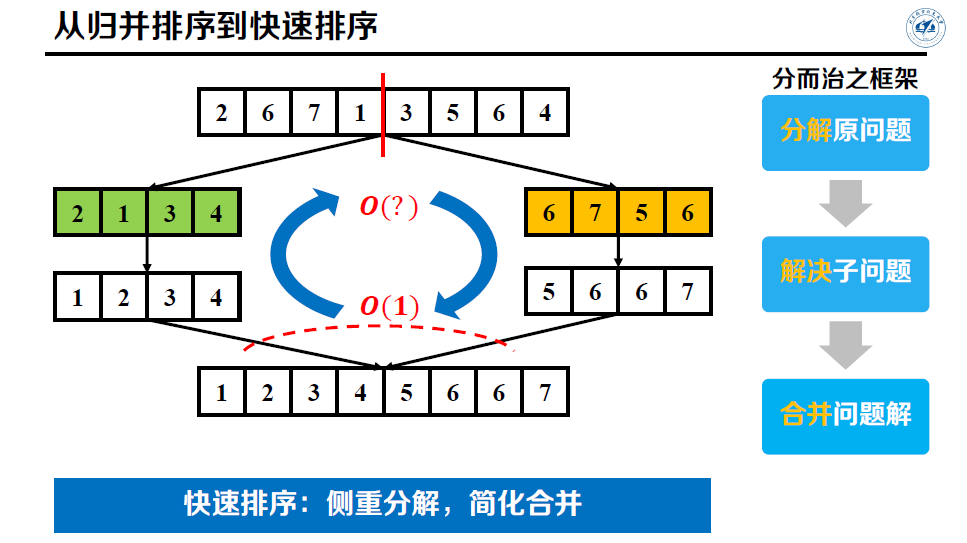 从归并排序到快速排序
分而治之框架
2 6 7 1 3 5 6 4
分解原问题
2 1 3 4
O(?)
6 7 5 6
解决子问题
1 2 3 4
O(1)
5 6 6 7
1 2 3 4 5 6 6 7
合并问题解
快速排序：侧重分解，简化合并